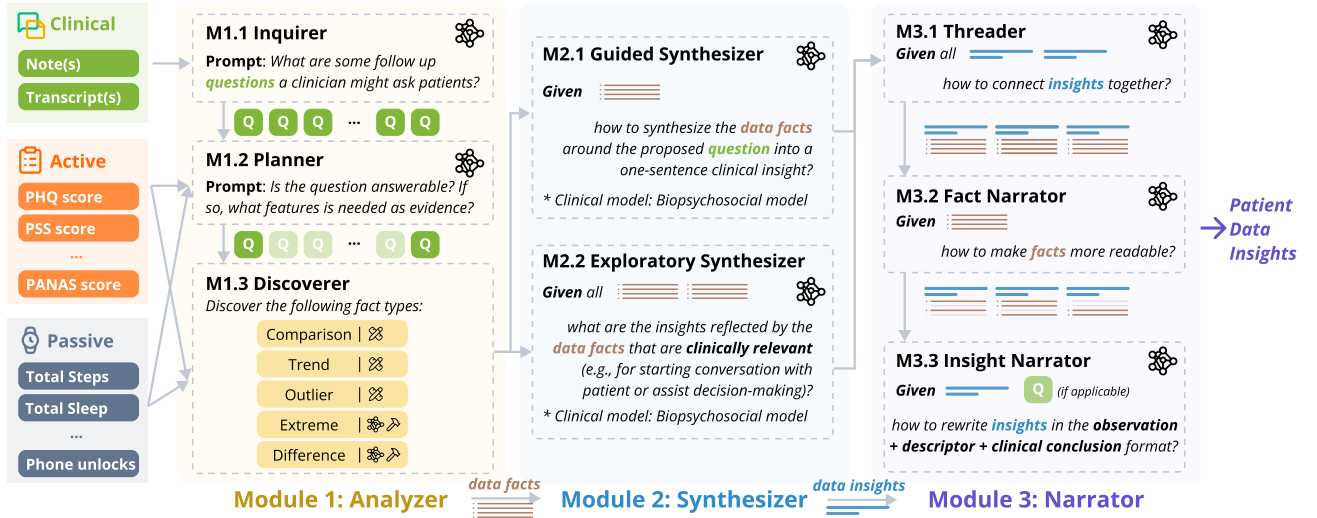 Clinical
Note(s)
Transcript(s)
Active
PHQ score
PSS score
...
PANAS score
Passive
Total Steps
Total Sleep
...
Phone unlocks
M1.1 Inquirer
Prompt: What are some follow up
questions a clinician might ask patients?
Q Q Q ... Q Q
M1.2 Planner
Prompt: Is the question answerable? If
so, what features is needed as evidence?
Q Q Q ... Q Q
M1.3 Discoverer
Discover the following fact types:
Comparison |
Trend |
Outlier |
Extreme |
Difference |
Module 1: Analyzer
data facts
M2.1 Guided Synthesizer
Given
how to synthesize the data facts
around the proposed question into a
one-sentence clinical insight?
* Clinical model: Biopsychosocial model
M2.2 Exploratory Synthesizer
Given all
what are the insights reflected by the
data facts that are clinically relevant
(e.g., for starting conversation with
patient or assist decision-making)?
* Clinical model: Biopsychosocial model
Module 2: Synthesizer
data insights
M3.1 Threader
Given all
how to connect insights together?
M3.2 Fact Narrator
Given
how to make facts more readable?
M3.3 Insight Narrator
Given Q (if applicable)
how to rewrite insights in the observation
+ descriptor + clinical conclusion format?
Module 3: Narrator
Patient
Data
Insights